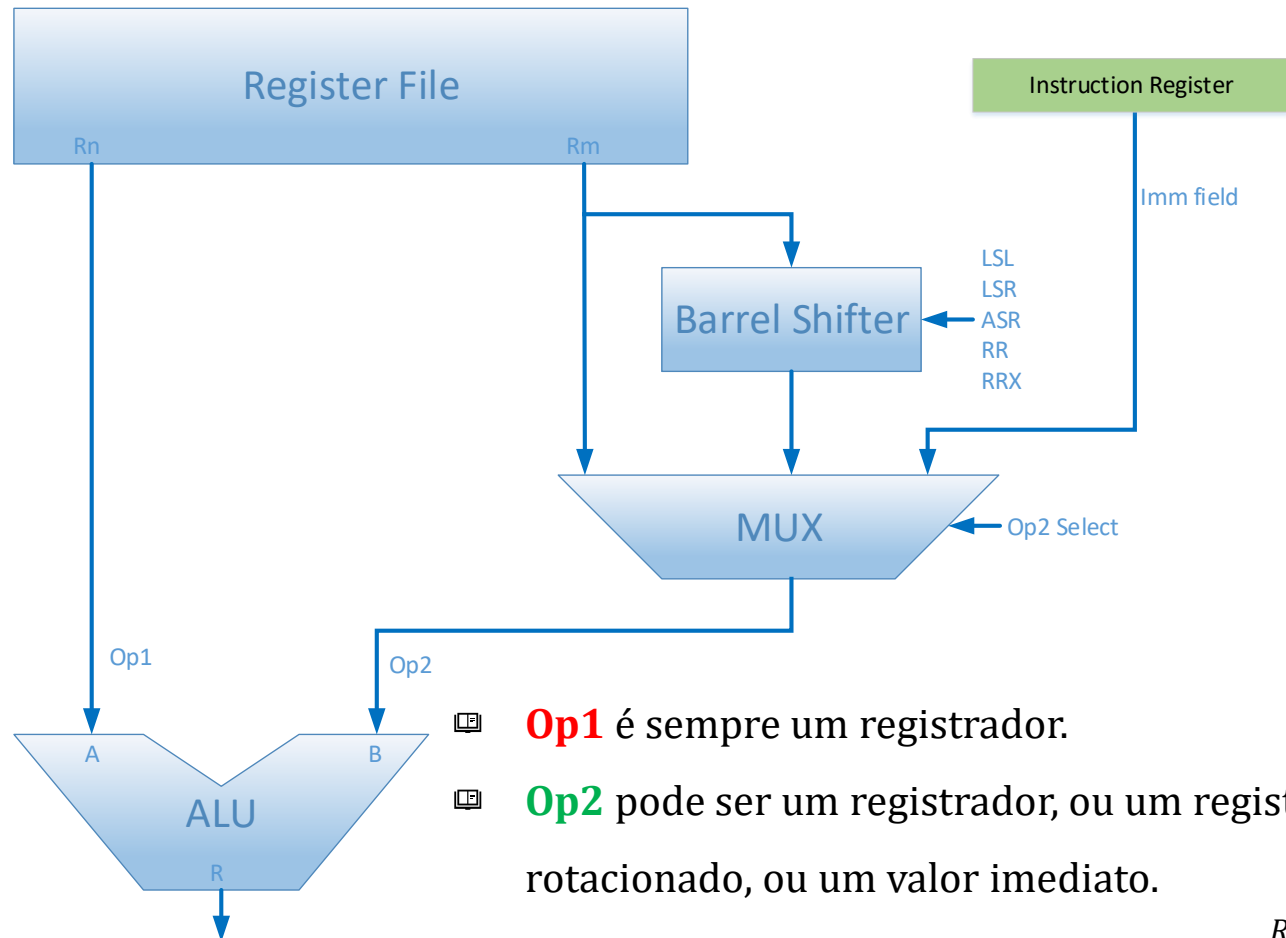 Register File
Instruction Register
Rn
Rm
Imm field
LSL
LSR
Barrel Shifter
ASR
RR
RRX
MUX
Op2 Select
Op1
Op2
Op1 é sempre um registrador.
A
B
ALU
Op2 pode ser um registrador, ou um regist
R
rotacionado, ou um valor imediato.
R